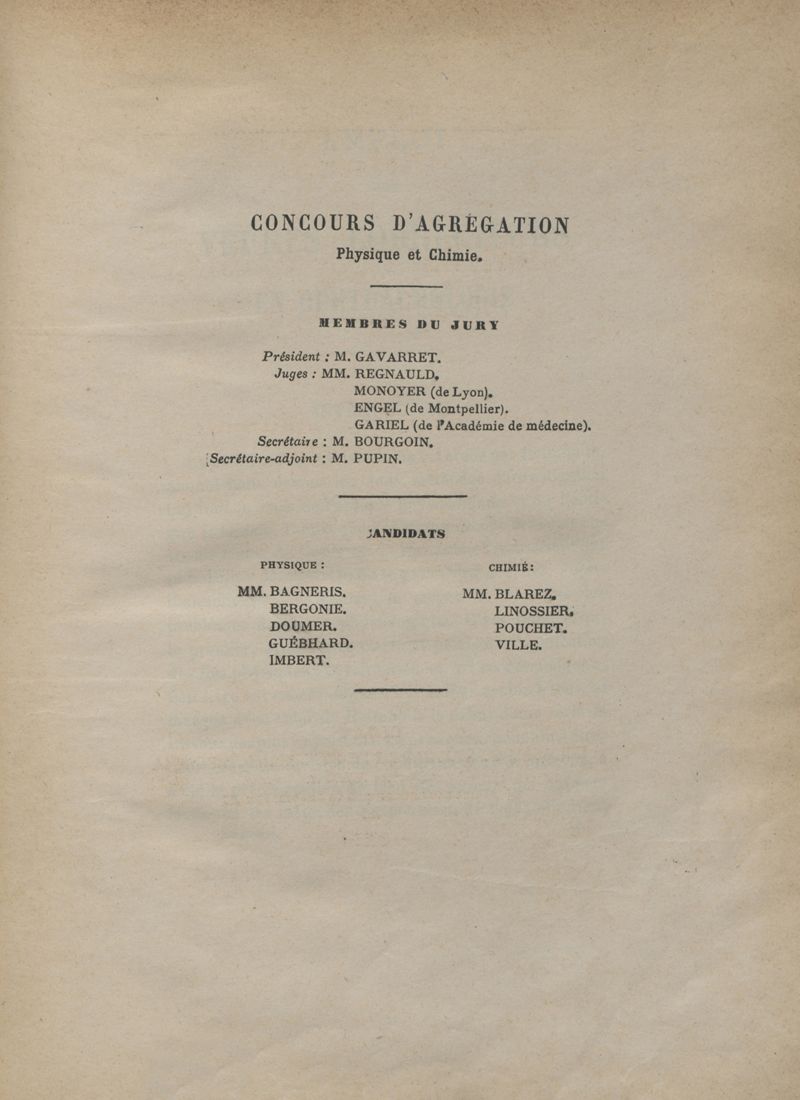 CONCOURS D'AGRÉGATION
Physique et Chimie.
MEMBRES DU JURY
Président : M. GAVARRET.
Juges : MM. REGNAULD.
MONOYER (de Lyon).
ENGEL (de Montpellier).
GARIEL (de l'Académie de médecine).
Secrétaire : M. BOURGOIN.
Secrétaire-adjoint : M. PUPIN.
CANDIDATS
PHYSIQUE :
MM. BAGNERIS.
BERGONIE.
DOUMER.
GUÉBHARD.
IMBERT.
CHIMIÉ :
MM. BLAREZ.
LINOSSIER.
POUCHET.
VILLE.